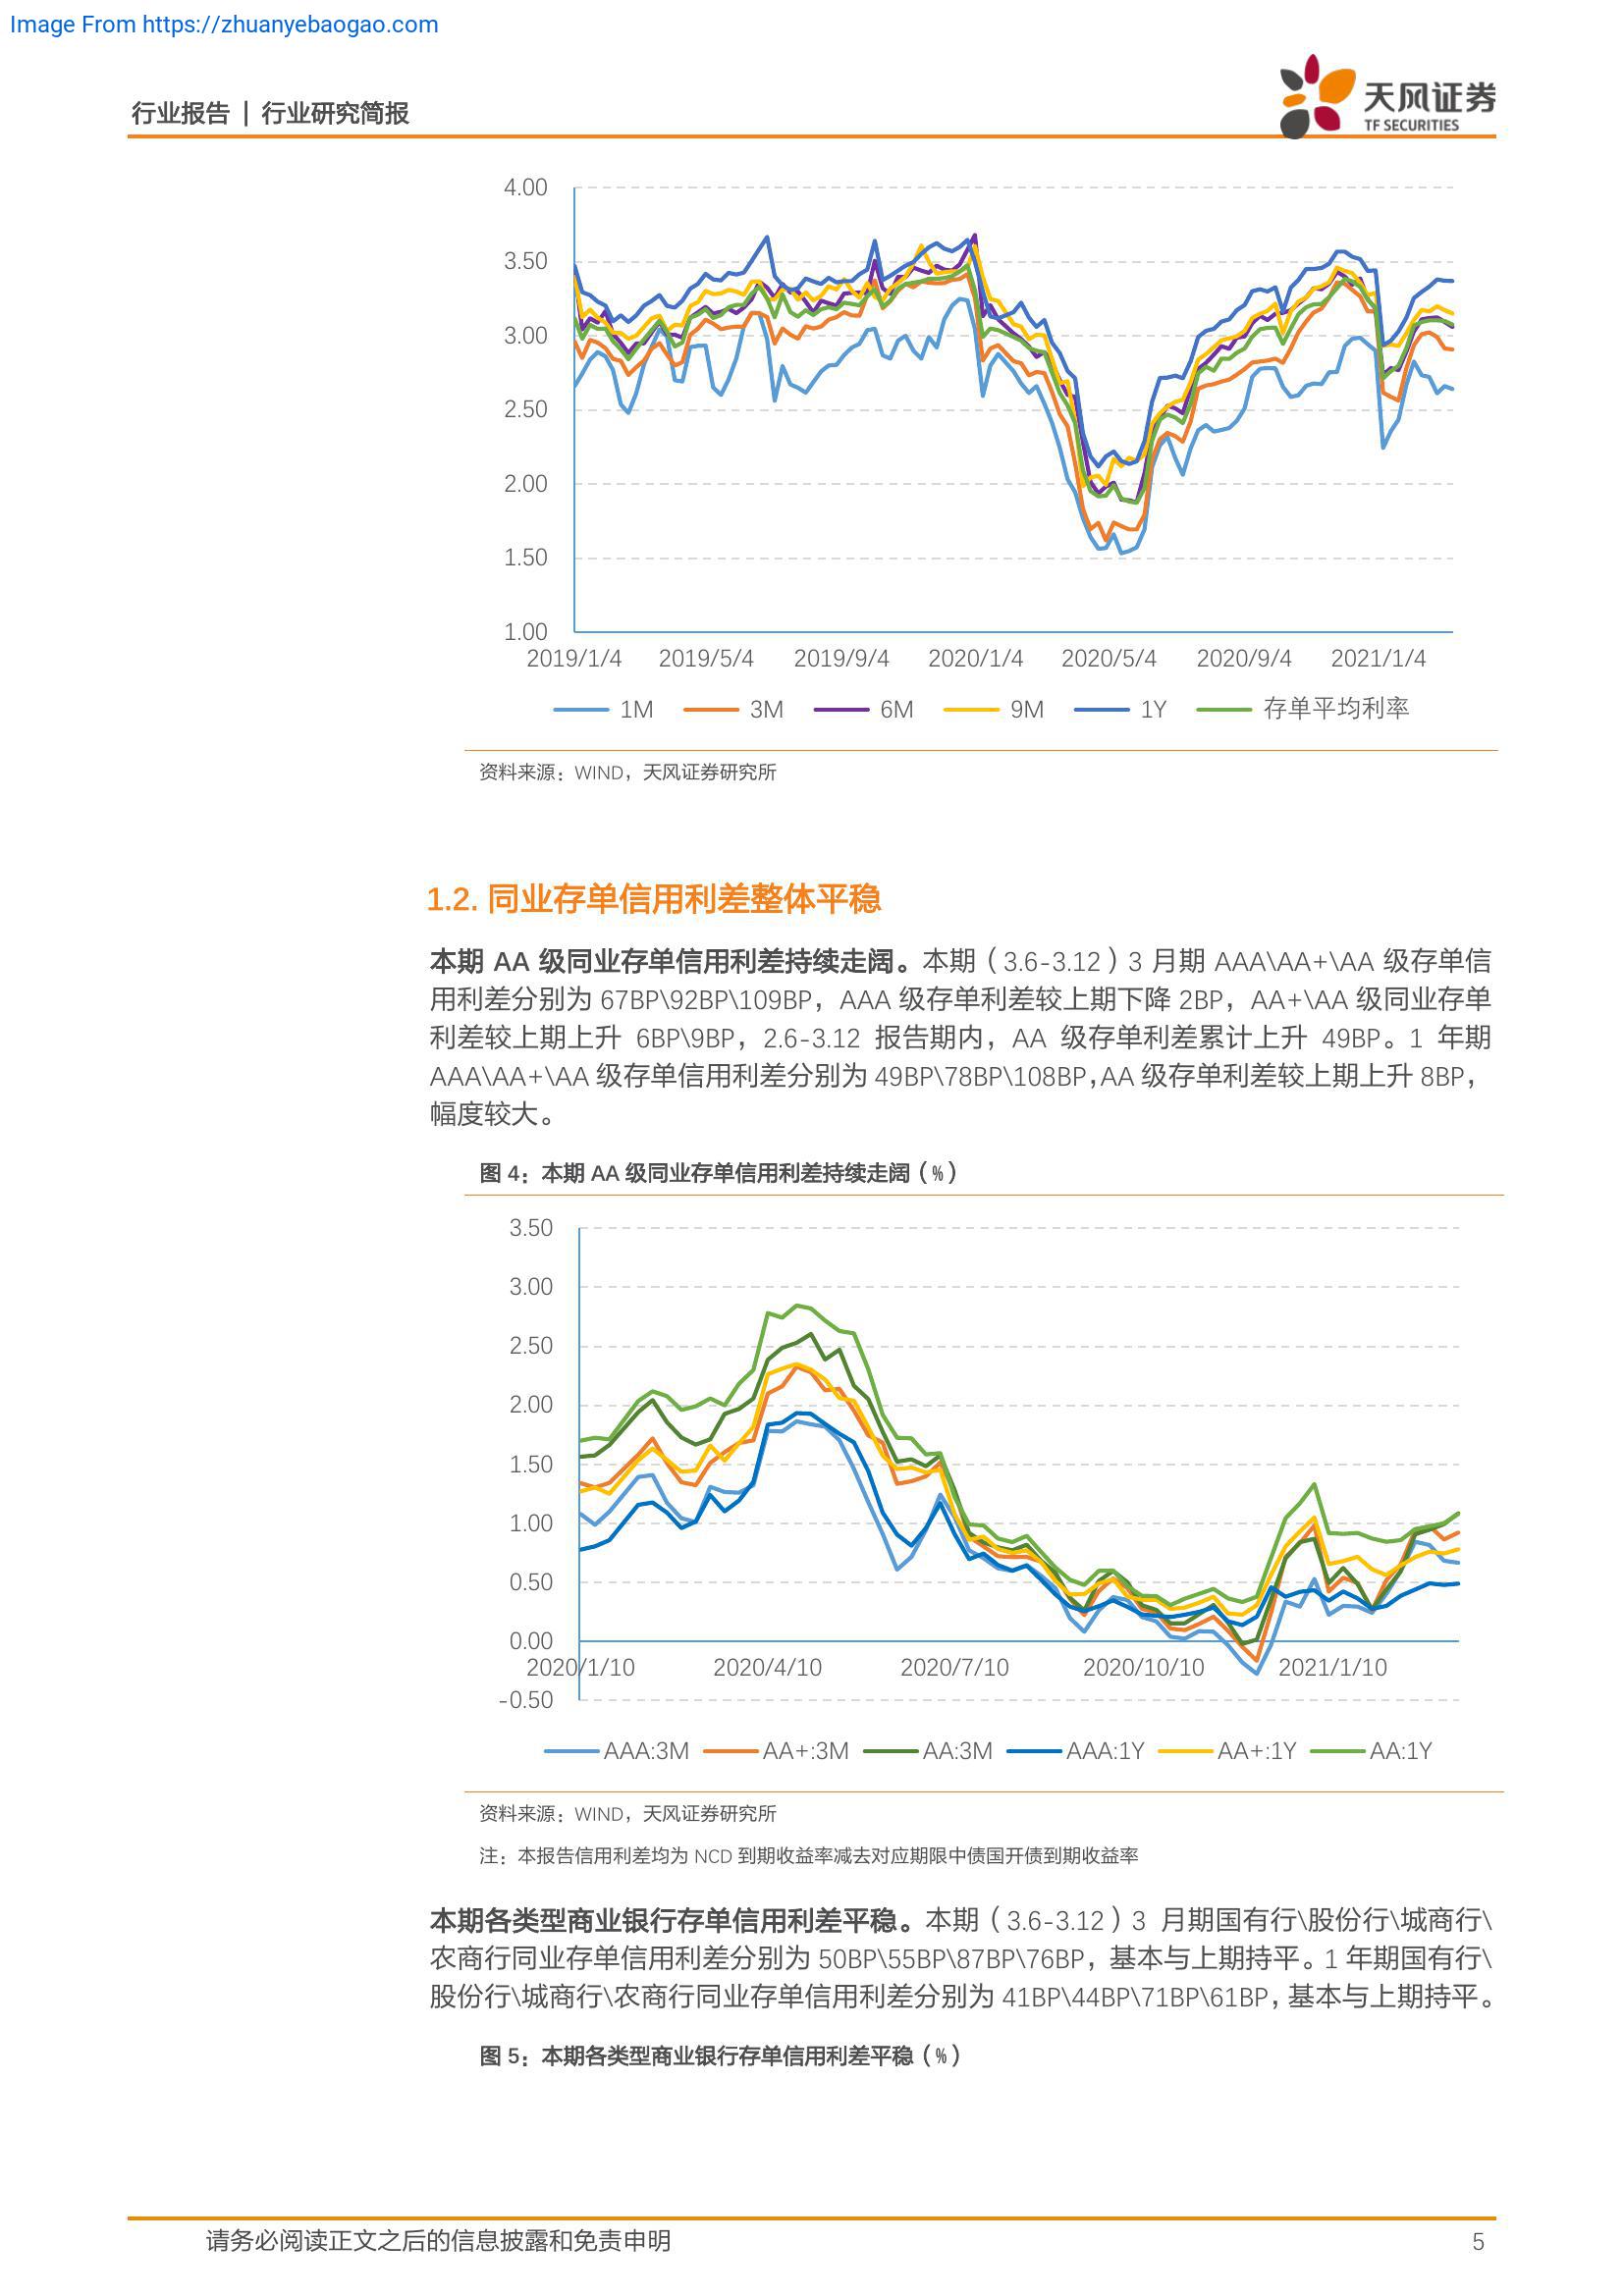 Image From https://zhuanyebaogao.com
行业报告 | 行业研究简报
天风证券
TF SECURITIES
4.00
3.50
3.00
2.50
2.00
1.50
1.00
2019/1/4 2019/5/4 2019/9/4 2020/1/4 2020/5/4 2020/9/4 2021/1/4
1M 3M 6M 9M 1Y 存单平均利率
资料来源：WIND，天风证券研究所
1.2. 同业存单信用利差整体平稳
本期 AA 级同业存单信用利差持续走阔。本期（3.6-3.12）3 月期 AAA\AA+\AA 级存单信
用利差分别为 67BP\92BP\109BP，AAA 级存单利差较上期下降 2BP，AA+\AA 级同业存单
利差较上期上升 6BP\9BP，2.6-3.12 报告期内，AA 级存单利差累计上升 49BP。1 年期
AAA\AA+\AA 级存单信用利差分别为 49BP\78BP\108BP，AA 级存单利差较上期上升 8BP，
幅度较大。
图 4：本期 AA 级同业存单信用利差持续走阔（%）
3.50
3.00
2.50
2.00
1.50
1.00
0.50
0.00
2020/1/10 2020/4/10 2020/7/10 2020/10/10 2021/1/10
-0.50
AAA:3M AA+:3M AA:3M AAA:1Y AA+:1Y AA:1Y
资料来源：WIND，天风证券研究所
注：本报告信用利差均为 NCD 到期收益率减去对应期限中债国开债到期收益率
本期各类型商业银行存单信用利差平稳。本期（3.6-3.12）3 月期国有行\股份行\城商行\
农商行同业存单信用利差分别为 50BP\55BP\87BP\76BP，基本与上期持平。1 年期国有行\
股份行\城商行\农商行同业存单信用利差分别为 41BP\44BP\71BP\61BP，基本与上期持平。
图 5：本期各类型商业银行存单信用利差平稳（%）
请务必阅读正文之后的信息披露和免责申明 5